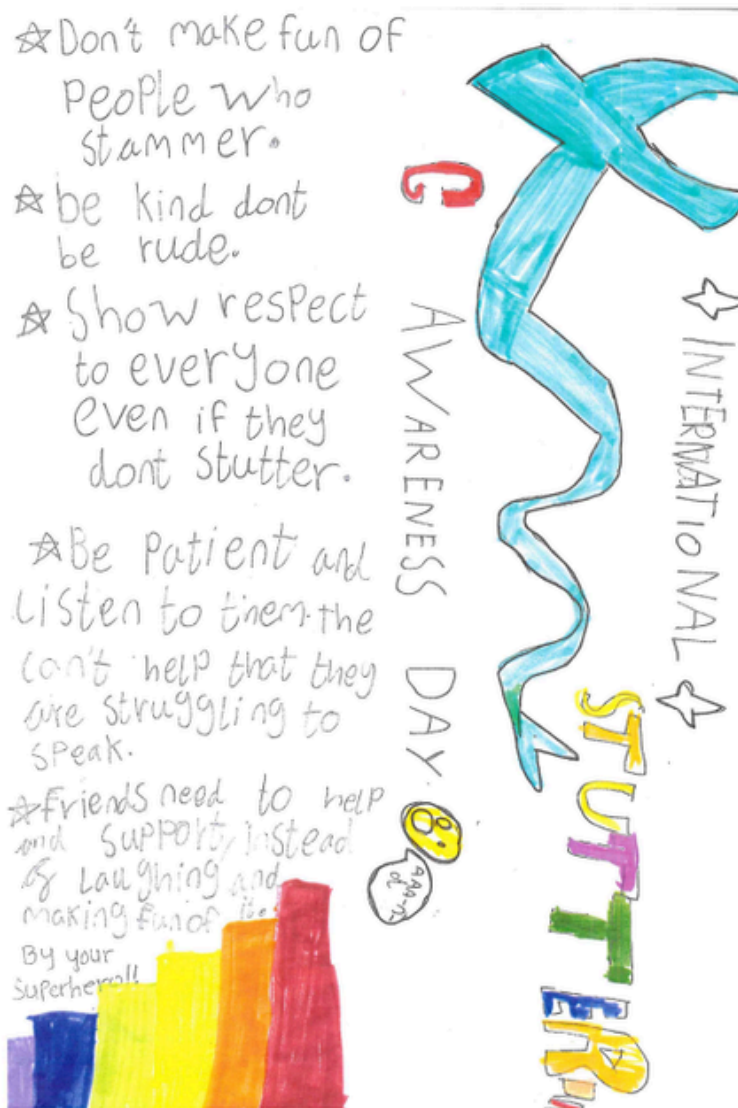 ☆Don't make fun of
People who
stammer.
☆be kind dont
be rude.
☆Show respect
to everyone
even if they
dont stutter.
☆Be Patient and
Listen to them. the
can't help that they
are struggling to
speak.
☆Friends need to help
and support, instead
of Laughing and
making fun of it.
By your
Superhero!!
☆ INTERNATIONAL ☆
STUTTER
C
AWARENESS DAY